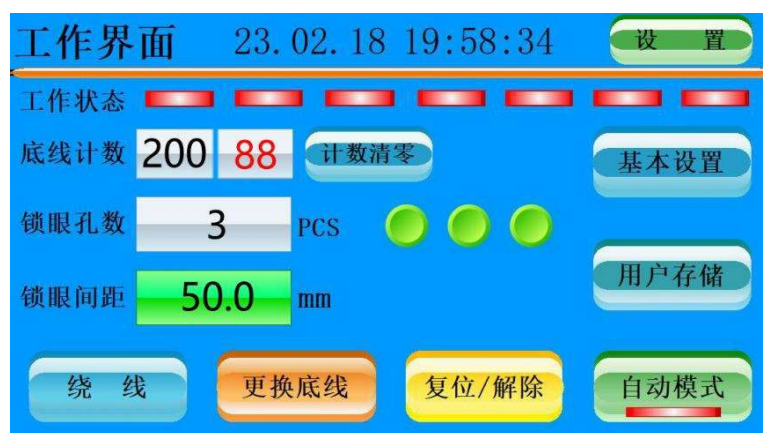 工作界面 23.02.18 19:58:34 设 置
工作状态
底线计数 200 88 计数清零 基本设置
锁眼孔数 3 PCS
锁眼间距 50.0 mm 用户存储
绕 线 更换底线 复位/解除 自动模式